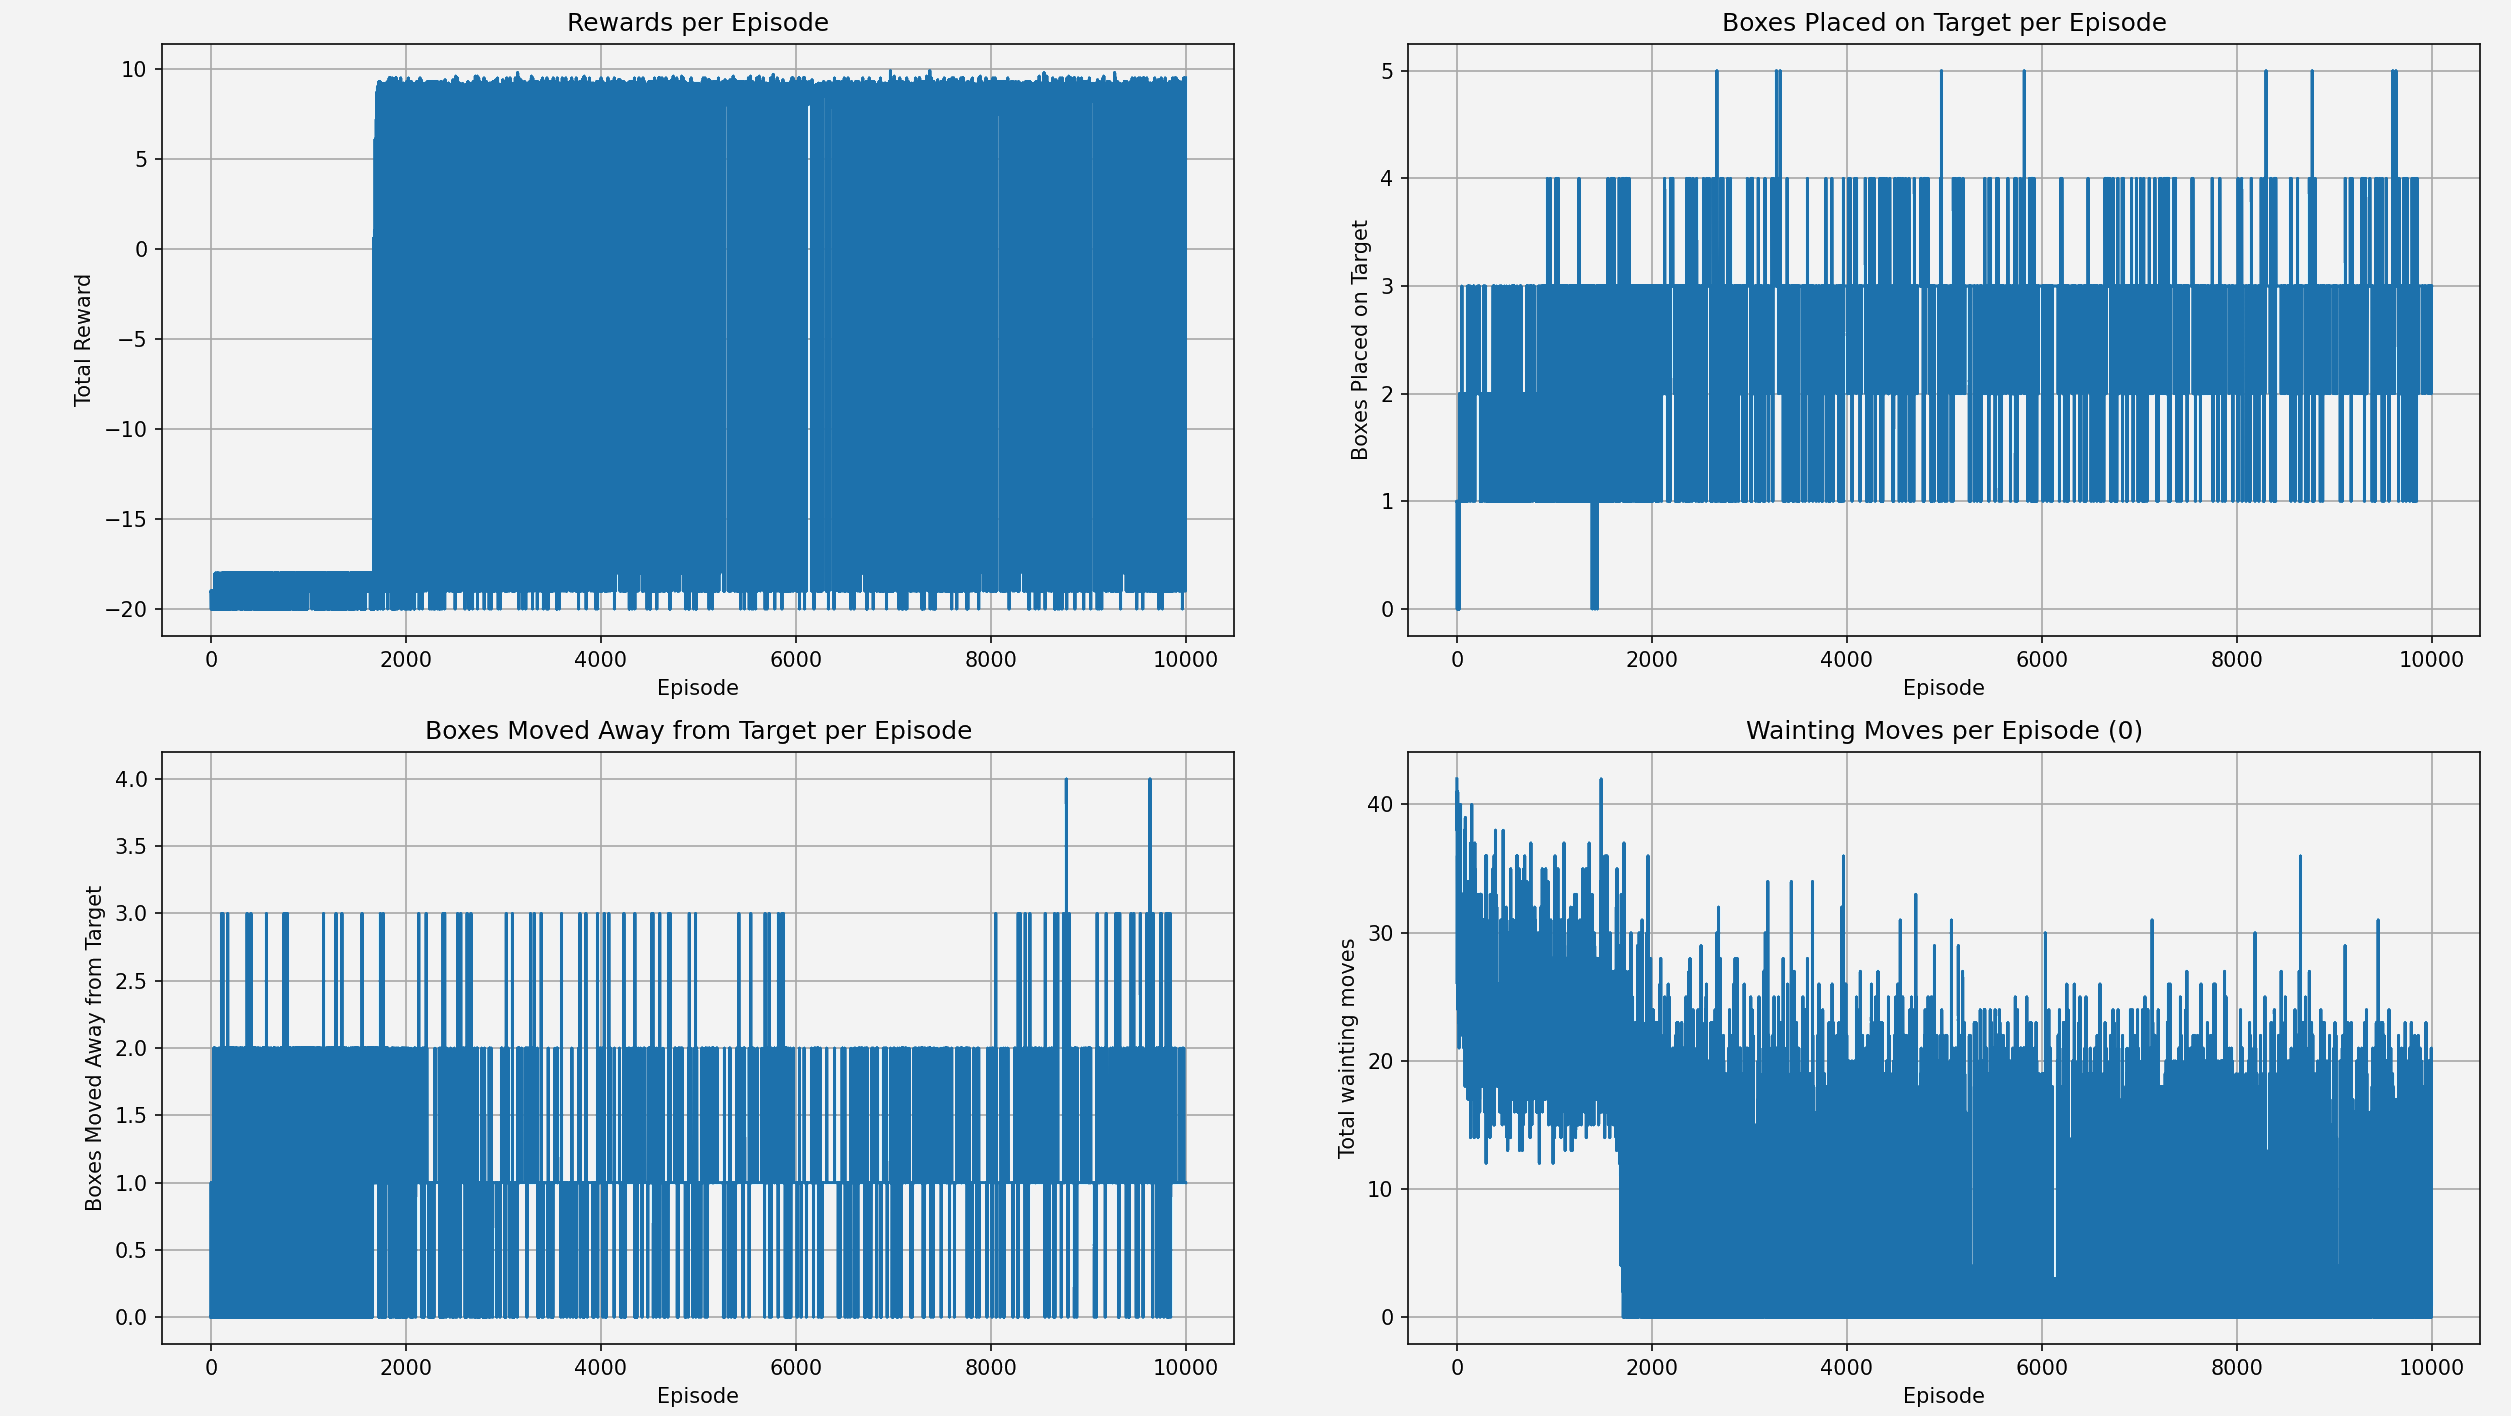 Rewards per Episode
10
5
0
−5
−10
−15
−20
Total Reward
0 2000 4000 6000 8000 10000
Episode
Boxes Placed on Target per Episode
5
4
3
2
1
0
Boxes Placed on Target
0 2000 4000 6000 8000 10000
Episode
Boxes Moved Away from Target per Episode
4.0
3.5
3.0
2.5
2.0
1.5
1.0
0.5
0.0
Boxes Moved Away from Target
0 2000 4000 6000 8000 10000
Episode
Wainting Moves per Episode (0)
40
30
20
10
0
Total wainting moves
0 2000 4000 6000 8000 10000
Episode